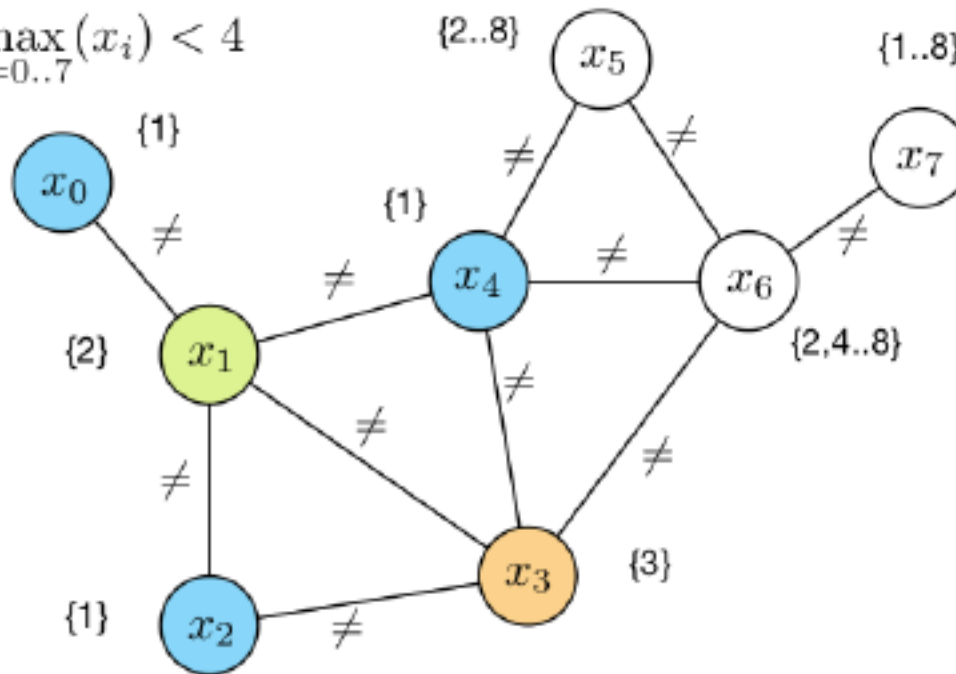 max (xᵢ) < 4
=0..7
{2..8}
x₅
{1..8}
{1}
x₀
≠
≠
x₇
≠
{1}
≠
≠
x₄
≠
x₆
{2}
x₁
{2,4..8}
≠
≠
≠
≠
x₃
{3}
{1}
x₂
≠